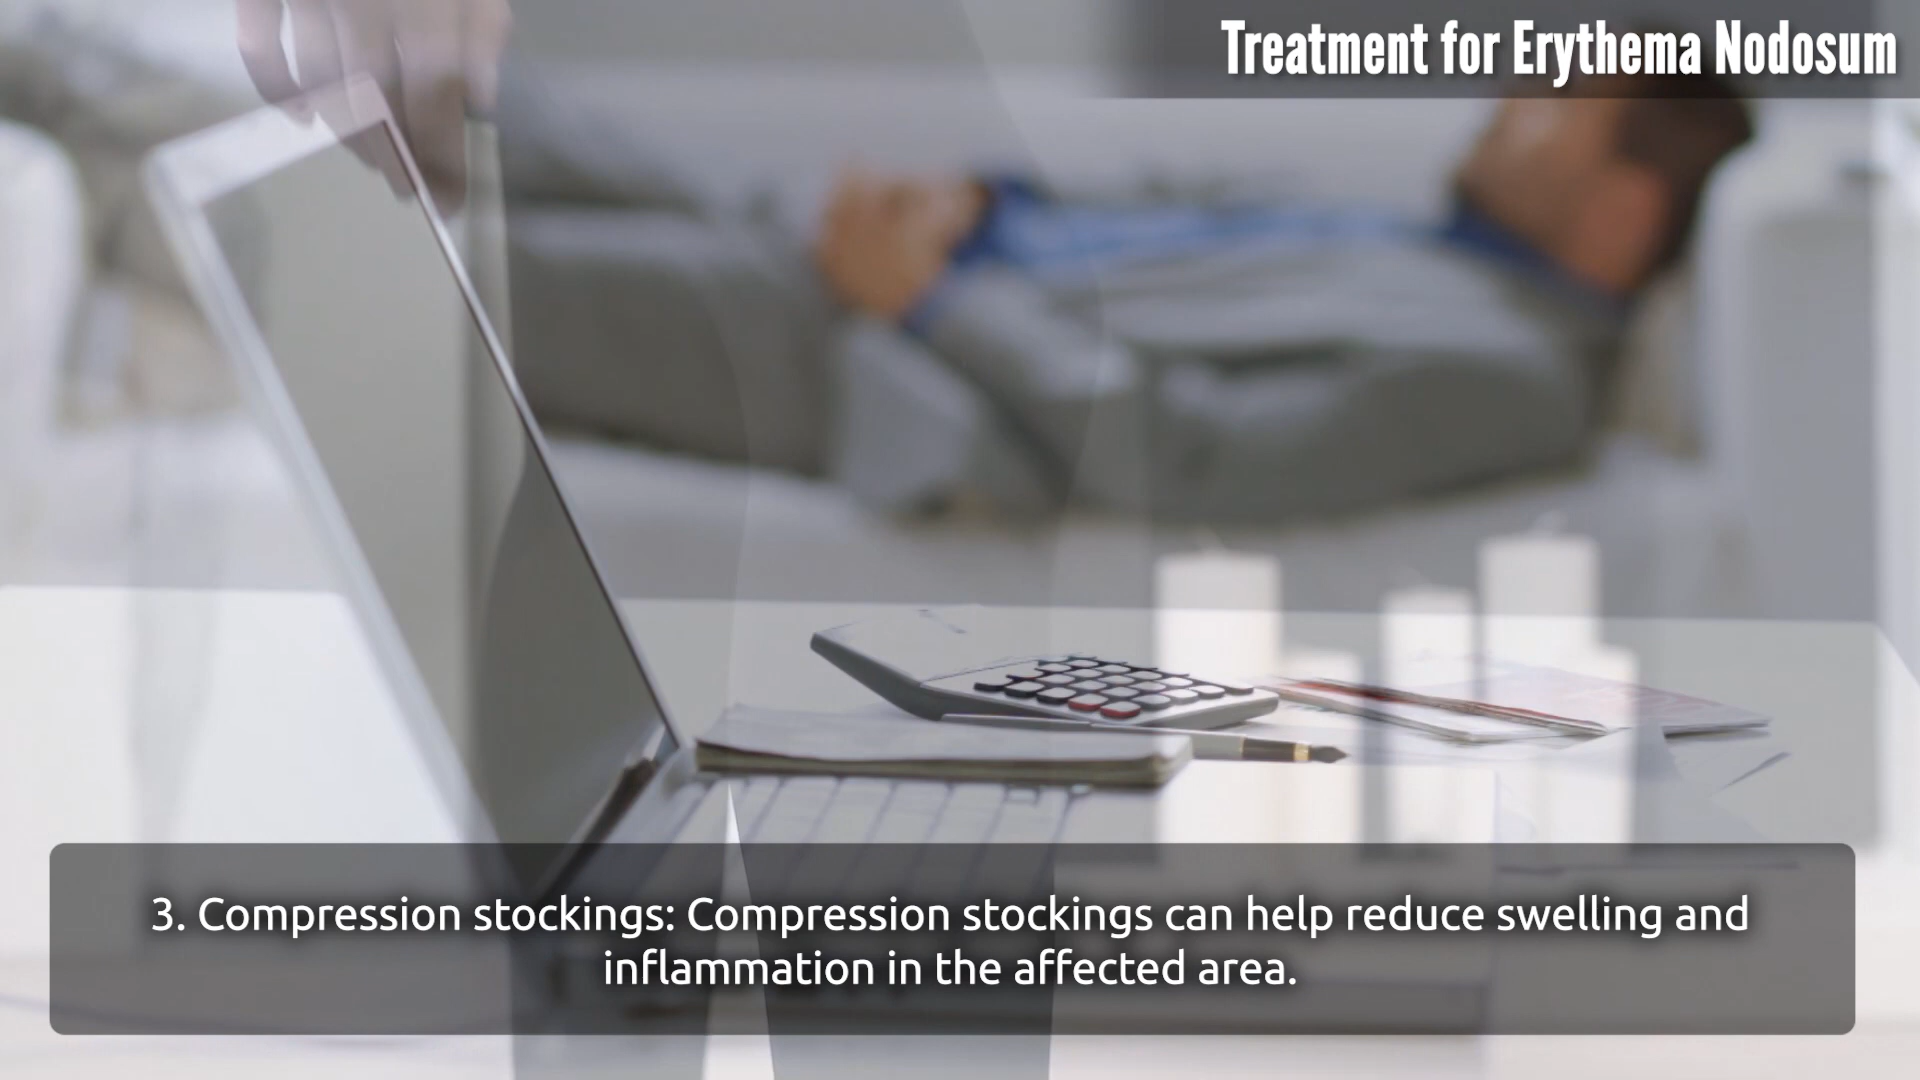 Treatment for Erythema Nodosum
3. Compression stockings: Compression stockings can help reduce swelling and
inflammation in the affected area.